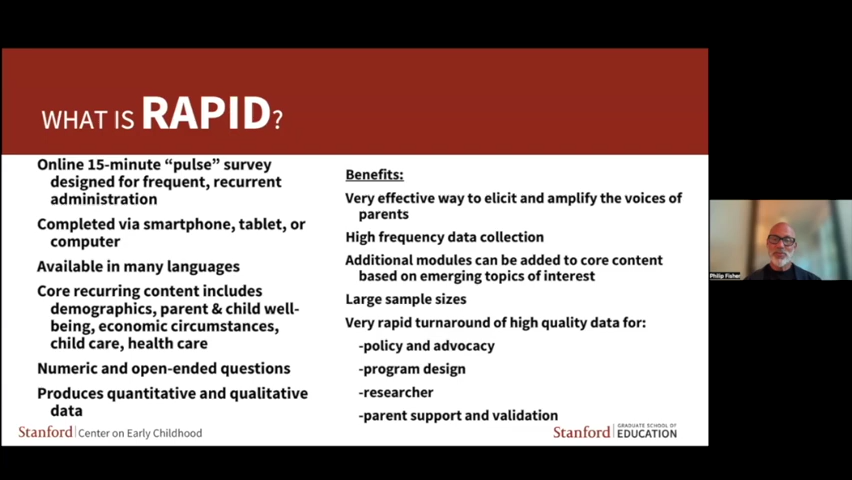 WHAT IS RAPID?
Online 15-minute “pulse” survey
designed for frequent, recurrent
administration
Completed via smartphone, tablet, or
computer
Available in many languages
Core recurring content includes
demographics, parent & child well-
being, economic circumstances,
child care, health care
Numeric and open-ended questions
Produces quantitative and qualitative
data
Benefits:
Very effective way to elicit and amplify the voices of
parents
High frequency data collection
Additional modules can be added to core content
based on emerging topics of interest
Large sample sizes
Very rapid turnaround of high quality data for:
-policy and advocacy
-program design
-researcher
-parent support and validation
Stanford | Center on Early Childhood
Stanford | GRADUATE SCHOOL OF
EDUCATION
Philip Fisher